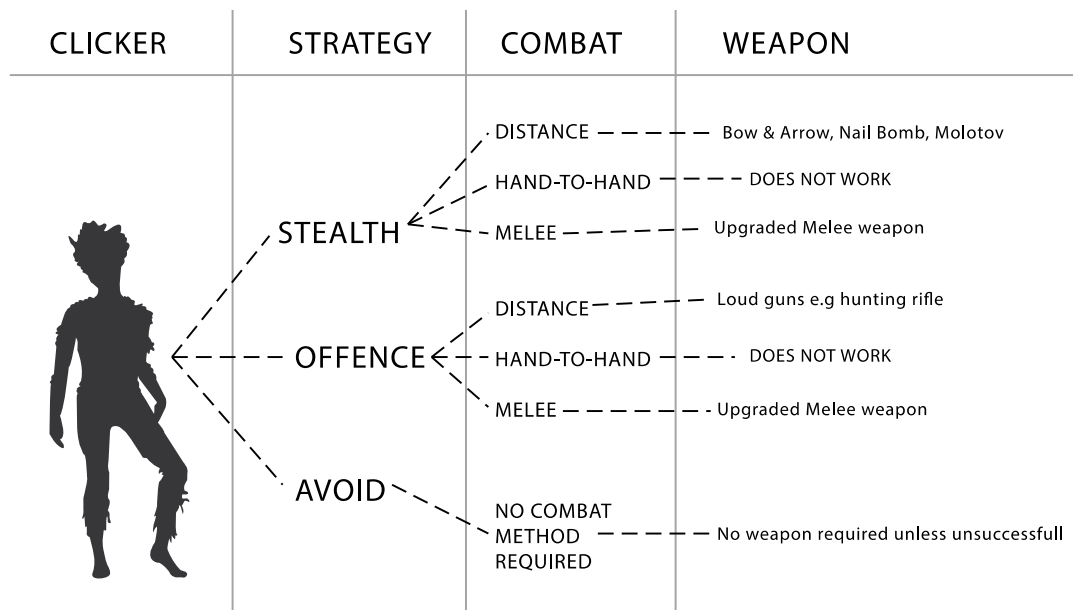 CLICKER STRATEGY COMBAT WEAPON
STEALTH
DISTANCE Bow & Arrow, Nail Bomb, Molotov
HAND-TO-HAND DOES NOT WORK
MELEE Upgraded Melee weapon
OFFENCE
DISTANCE Loud guns e.g hunting rifle
HAND-TO-HAND DOES NOT WORK
MELEE Upgraded Melee weapon
AVOID
NO COMBAT
METHOD No weapon required unless unsuccessfull
REQUIRED